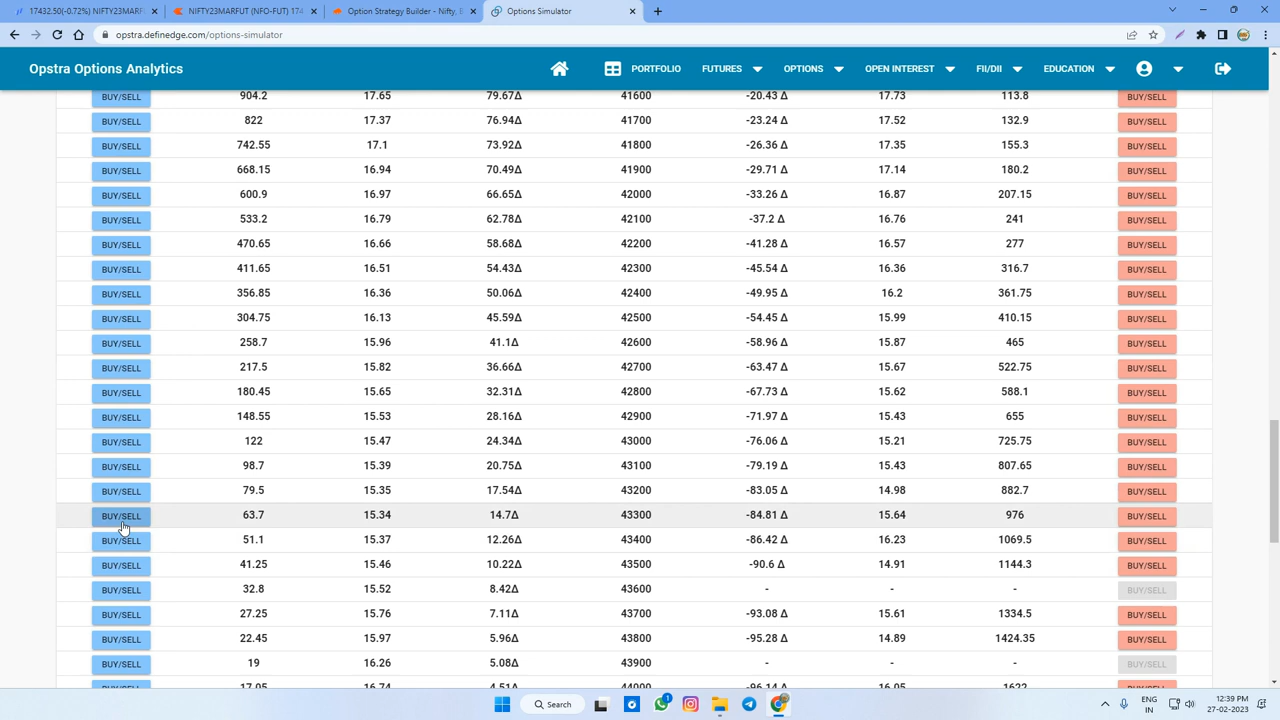 17432.50(-0.72%) NIFTY23MARF
NIFTY23MARFUT (NFO-FUT) 174
Option Strategy Builder - Nifty, B
Options Simulator
opstra.definedge.com/options-simulator
Opstra Options Analytics
PORTFOLIO
FUTURES
OPTIONS
OPEN INTEREST
FII/DII
EDUCATION
BUY/SELL 904.2 17.65 79.67Δ 41600 -20.43 Δ 17.73 113.8 BUY/SELL
BUY/SELL 822 17.37 76.94Δ 41700 -23.24 Δ 17.52 132.9 BUY/SELL
BUY/SELL 742.55 17.1 73.92Δ 41800 -26.36 Δ 17.35 155.3 BUY/SELL
BUY/SELL 668.15 16.94 70.49Δ 41900 -29.71 Δ 17.14 180.2 BUY/SELL
BUY/SELL 600.9 16.97 66.65Δ 42000 -33.26 Δ 16.87 207.15 BUY/SELL
BUY/SELL 533.2 16.79 62.78Δ 42100 -37.2 Δ 16.76 241 BUY/SELL
BUY/SELL 470.65 16.66 58.68Δ 42200 -41.28 Δ 16.57 277 BUY/SELL
BUY/SELL 411.65 16.51 54.43Δ 42300 -45.54 Δ 16.36 316.7 BUY/SELL
BUY/SELL 356.85 16.36 50.06Δ 42400 -49.95 Δ 16.2 361.75 BUY/SELL
BUY/SELL 304.75 16.13 45.59Δ 42500 -54.45 Δ 15.99 410.15 BUY/SELL
BUY/SELL 258.7 15.96 41.1Δ 42600 -58.96 Δ 15.87 465 BUY/SELL
BUY/SELL 217.5 15.82 36.66Δ 42700 -63.47 Δ 15.67 522.75 BUY/SELL
BUY/SELL 180.45 15.65 32.31Δ 42800 -67.73 Δ 15.62 588.1 BUY/SELL
BUY/SELL 148.55 15.53 28.16Δ 42900 -71.97 Δ 15.43 655 BUY/SELL
BUY/SELL 122 15.47 24.34Δ 43000 -76.06 Δ 15.21 725.75 BUY/SELL
BUY/SELL 98.7 15.39 20.75Δ 43100 -79.19 Δ 15.43 807.65 BUY/SELL
BUY/SELL 79.5 15.35 17.54Δ 43200 -83.05 Δ 14.98 882.7 BUY/SELL
BUY/SELL 63.7 15.34 14.7Δ 43300 -84.81 Δ 15.64 976 BUY/SELL
BUY/SELL 51.1 15.37 12.26Δ 43400 -86.42 Δ 16.23 1069.5 BUY/SELL
BUY/SELL 41.25 15.46 10.22Δ 43500 -90.6 Δ 14.91 1144.3 BUY/SELL
BUY/SELL 32.8 15.52 8.42Δ 43600 - - - BUY/SELL
BUY/SELL 27.25 15.76 7.11Δ 43700 -93.08 Δ 15.61 1334.5 BUY/SELL
BUY/SELL 22.45 15.97 5.96Δ 43800 -95.28 Δ 14.89 1424.35 BUY/SELL
BUY/SELL 19 16.26 5.08Δ 43900 - - - BUY/SELL
BUY/SELL 17.05 16.74 4.51Δ 44000 -96.14 Δ 16.05 1622 BUY/SELL
Search
1
ENG
IN
12:39 PM
27-02-2023